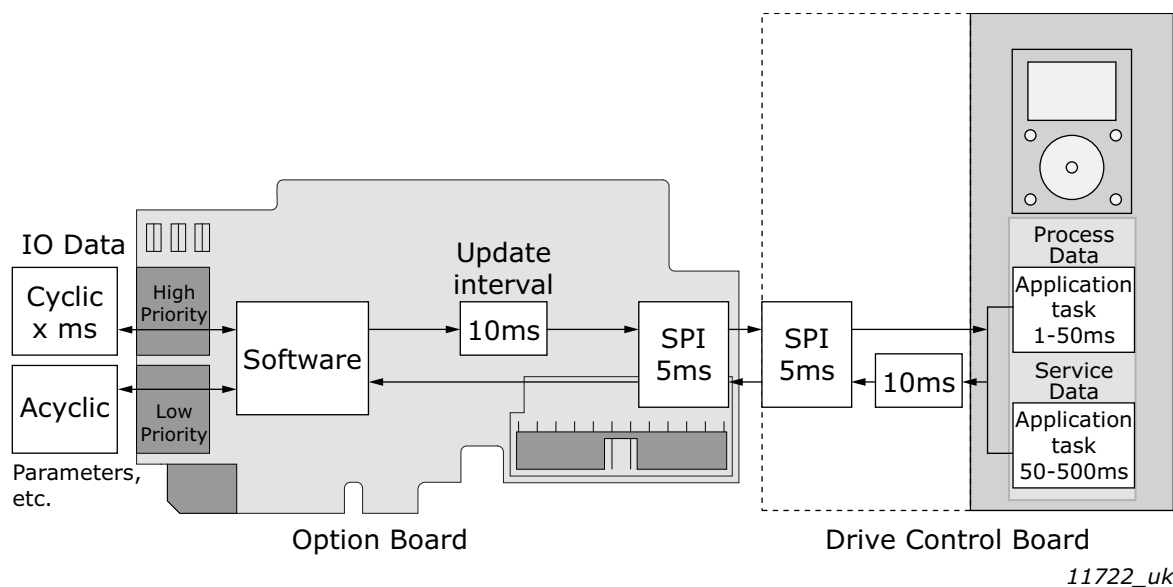 IO Data
Cyclic
x ms
Acyclic
Parameters,
etc.
High
Priority
Low
Priority
Software
Update
interval
10ms
SPI
5ms
SPI
5ms
10ms
Process
Data
Application
task
1-50ms
Service
Data
Application
task
50-500ms
Option Board
Drive Control Board
11722_uk